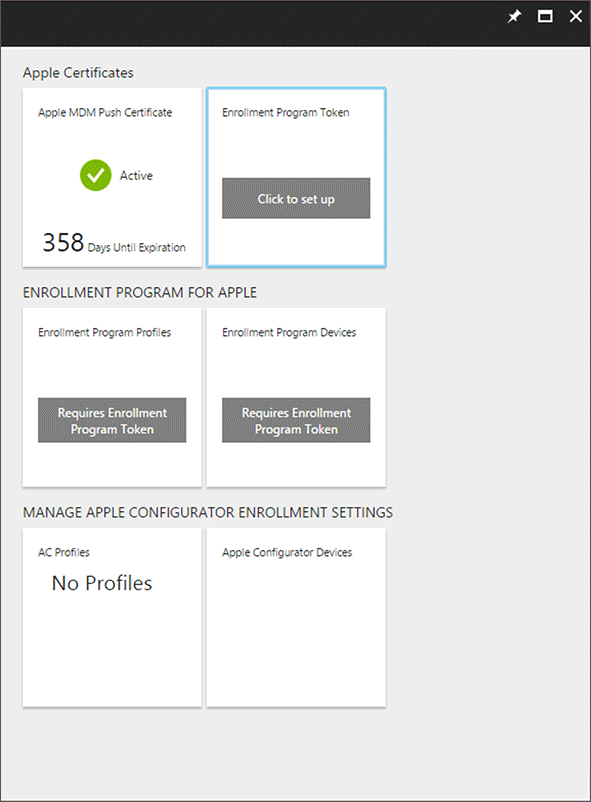 Apple Certificates
Apple MDM Push Certificate
Active
358 Days Until Expiration
Enrollment Program Token
Click to set up
ENROLLMENT PROGRAM FOR APPLE
Enrollment Program Profiles
Requires Enrollment
Program Token
Enrollment Program Devices
Requires Enrollment
Program Token
MANAGE APPLE CONFIGURATOR ENROLLMENT SETTINGS
AC Profiles
No Profiles
Apple Configurator Devices